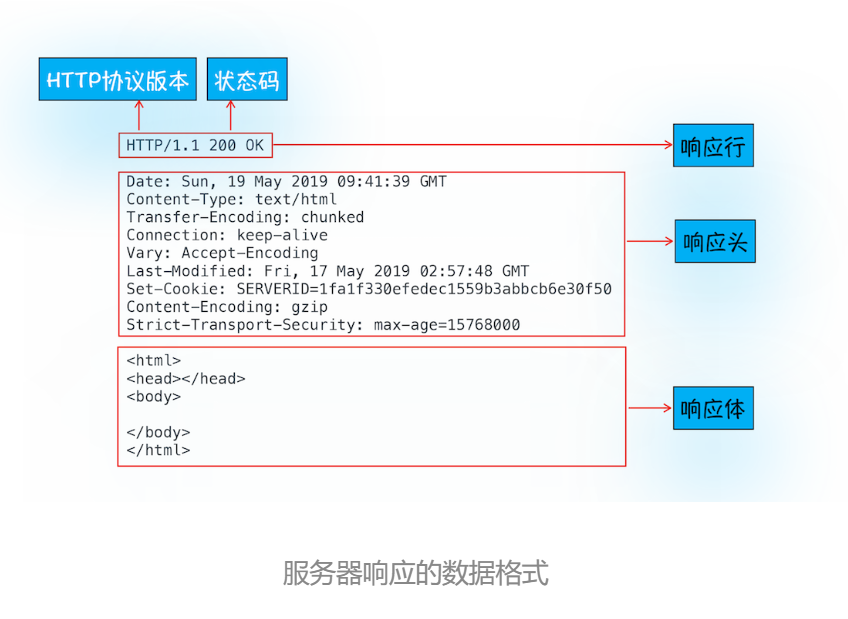 HTTP协议版本
状态码
HTTP/1.1 200 OK
响应行
Date: Sun, 19 May 2019 09:41:39 GMT
Content-Type: text/html
Transfer-Encoding: chunked
Connection: keep-alive
Vary: Accept-Encoding
Last-Modified: Fri, 17 May 2019 02:57:48 GMT
Set-Cookie: SERVERID=1fa1f330efedec1559b3abbcb6e30f50
Content-Encoding: gzip
Strict-Transport-Security: max-age=15768000
响应头
<html>
<head></head>
<body>
</body>
</html>
响应体
服务器响应的数据格式